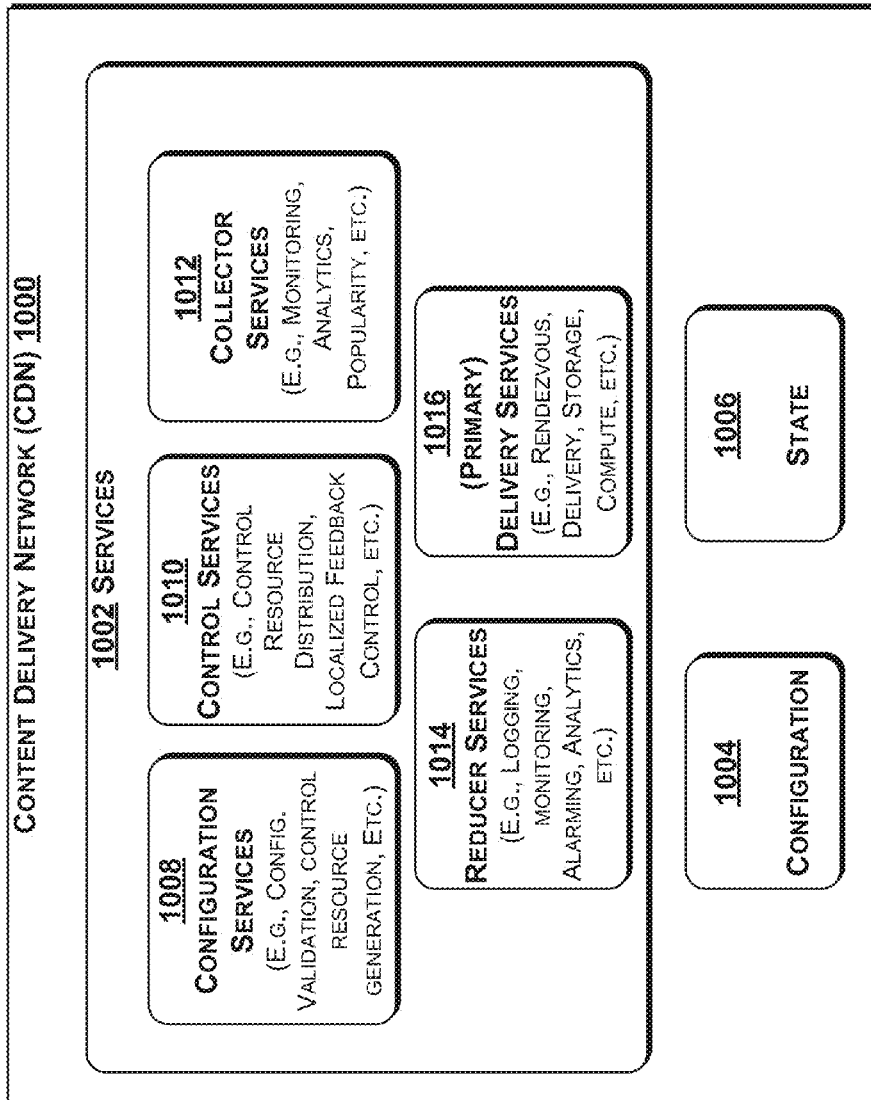 CONTENT DELIVERY NETWORK (CDN) 1000
1002 SERVICES
1008
CONFIGURATION
SERVICES
(E.G., CONFIG.
VALIDATION, CONTROL
RESOURCE
GENERATION, ETC.)
1010
CONTROL SERVICES
(E.G., CONTROL
RESOURCE
DISTRIBUTION,
LOCALIZED FEEDBACK
CONTROL, ETC.)
1012
COLLECTOR
SERVICES
(E.G., MONITORING,
ANALYTICS,
POPULARITY, ETC.)
1014
REDUCER SERVICES
(E.G., LOGGING,
MONITORING,
ALARMING, ANALYTICS,
ETC.)
1016
(PRIMARY)
DELIVERY SERVICES
(E.G., RENDEZVOUS,
DELIVERY, STORAGE,
COMPUTE, ETC.)
1004
CONFIGURATION
1006
STATE